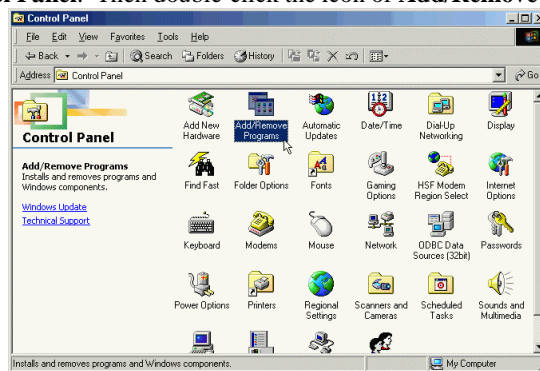 Panel. Then double-click the icon of Add/Remove
Control Panel
File Edit View Favorites Tools Help
Back Search Folders History
Address Control Panel Go
Control Panel
Add/Remove Programs
Installs and removes programs and
Windows components.
Windows Update
Technical Support
Add New Hardware
Add/Remove Programs
Automatic Updates
Date/Time
Dial-Up Networking
Display
Find Fast
Folder Options
Fonts
Gaming Options
HSF Modem Region Select
Internet Options
Keyboard
Modems
Mouse
Network
ODBC Data Sources (32bit)
Passwords
Power Options
Printers
Regional Settings
Scanners and Cameras
Scheduled Tasks
Sounds and Multimedia
Installs and removes programs and Windows components.
My Computer